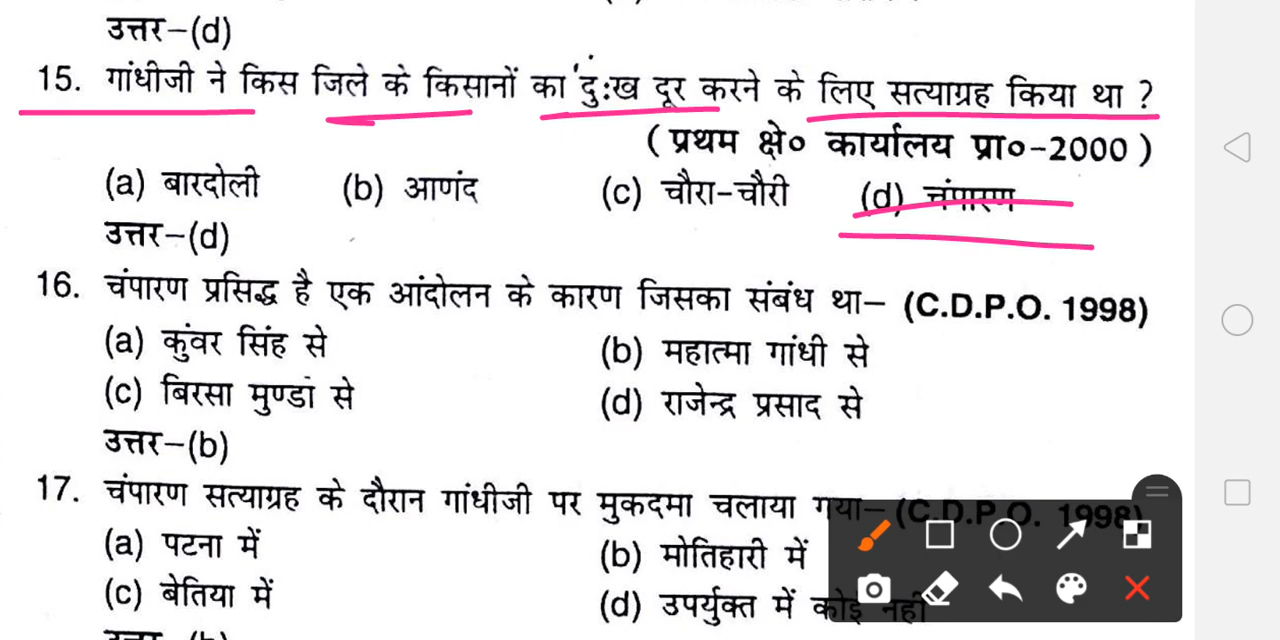 उत्तर–(d)
15. गांधीजी ने किस जिले के किसानों का दुःख दूर करने के लिए सत्याग्रह किया था ?
( प्रथम क्षे० कार्यालय प्रा०-2000 )
(a) बारदोली (b) आणंद (c) चौरा-चौरी (d) चंपारण
उत्तर–(d)
16. चंपारण प्रसिद्ध है एक आंदोलन के कारण जिसका संबंध था– (C.D.P.O. 1998)
(a) कुंवर सिंह से (b) महात्मा गांधी से
(c) बिरसा मुण्डा से (d) राजेन्द्र प्रसाद से
उत्तर–(b)
17. चंपारण सत्याग्रह के दौरान गांधीजी पर मुकदमा चलाया गया– (C.D.P.O. 1998)
(a) पटना में (b) मोतिहारी में
(c) बेतिया में (d) उपर्युक्त में कोई नहीं